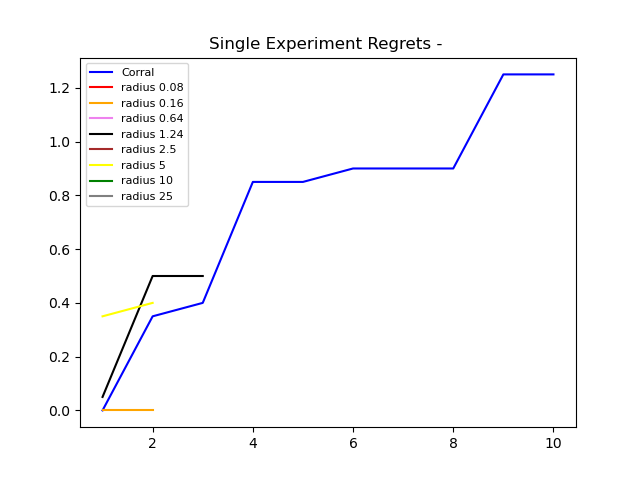 Single Experiment Regrets -
Corral
radius 0.08
radius 0.16
radius 0.64
radius 1.24
radius 2.5
radius 5
radius 10
radius 25
1.2
1.0
0.8
0.6
0.4
0.2
0.0
2 4 6 8 10